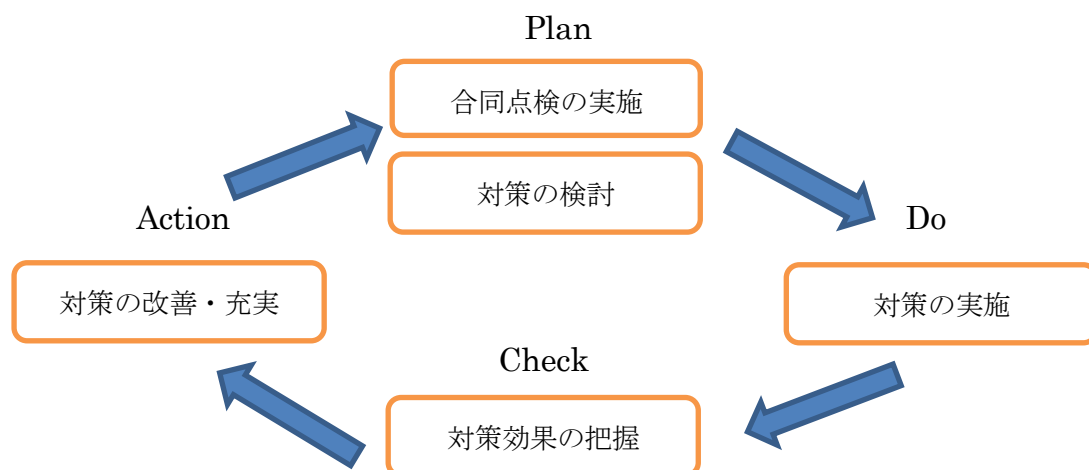 Plan
合同点検の実施
対策の検討
Action
Do
対策の改善・充実
対策の実施
Check
対策効果の把握